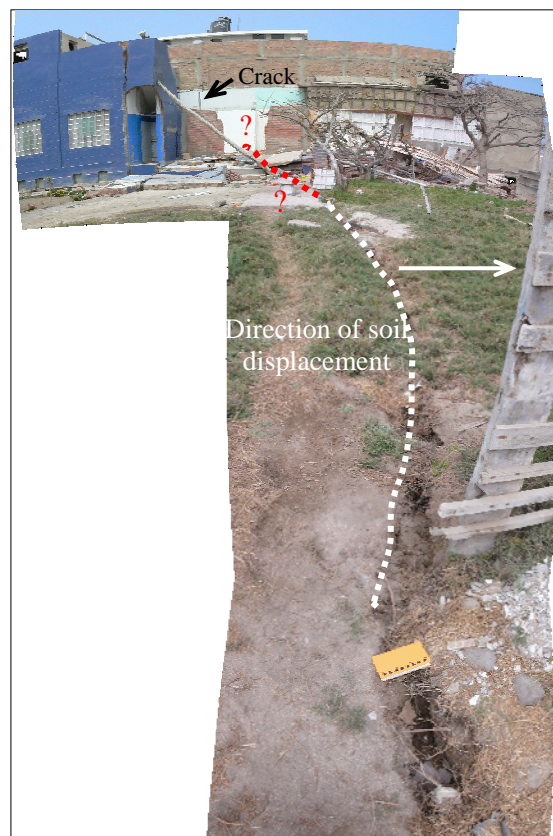 Crack
?
?
Direction of soil
displacement